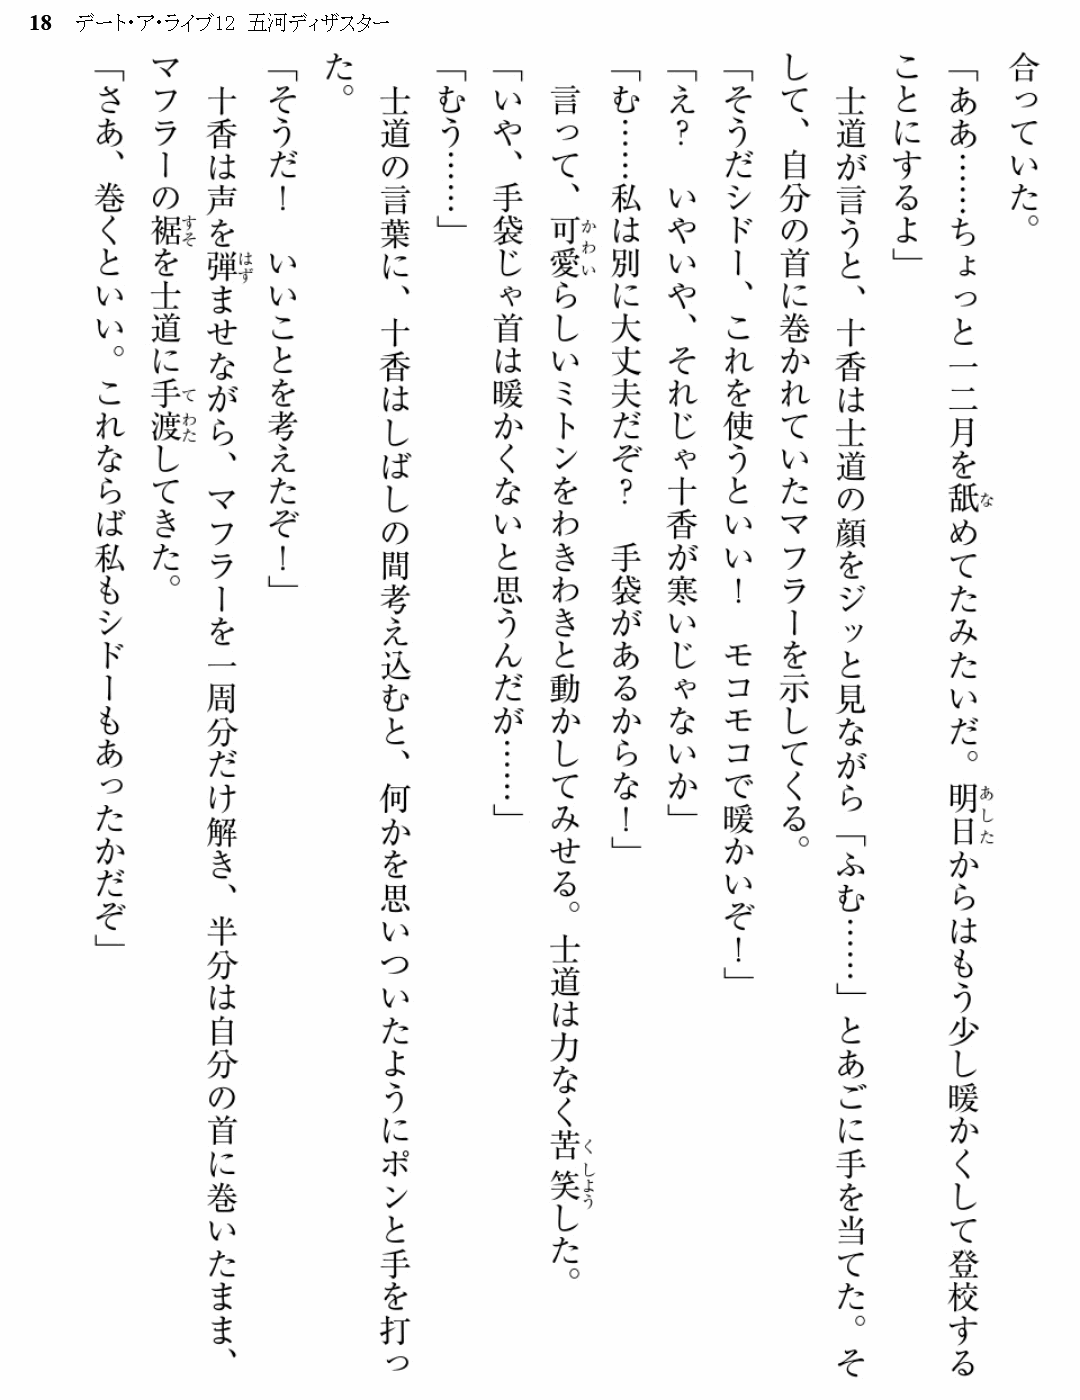 18 デート・ア・ライブ12 五河ディザスター
合っていた。
「ああ……ちょっと一二月を舐めてたみたいだ。明日からはもう少し暖かくして登校する
ことにするよ」
　士道が言うと、十香は士道の顔をジッと見ながら「ふむ……」とあごに手を当てた。そ
して、自分の首に巻かれていたマフラーを示してくる。
「そうだシドー、これを使うといい！　モコモコで暖かいぞ！」
「え？　いやいや、それじゃ十香が寒いじゃないか」
「む……私は別に大丈夫だぞ？　手袋があるからな！」
　言って、可愛らしいミトンをわきわきと動かしてみせる。士道は力なく苦笑した。
「いや、手袋じゃ首は暖かくないと思うんだが……」
「むう……」
　士道の言葉に、十香はしばしの間考え込むと、何かを思いついたようにポンと手を打っ
た。
「そうだ！　いいことを考えたぞ！」
　十香は声を弾ませながら、マフラーを一周分だけ解き、半分は自分の首に巻いたまま、
マフラーの裾を士道に手渡してきた。
「さあ、巻くといい。これならば私もシドーもあったかだぞ」